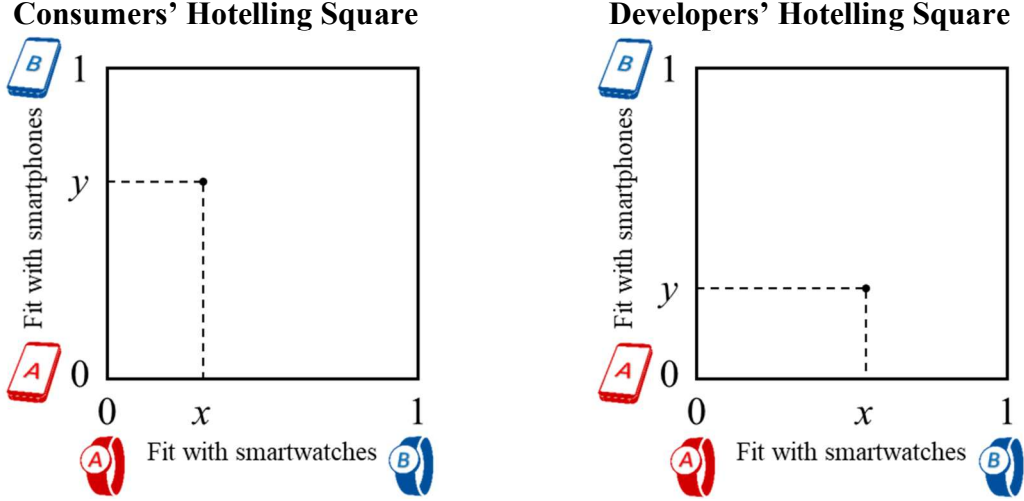 Consumers’ Hotelling Square
B
1
Fit with smartphones
y
A
0
0
x
1
A
Fit with smartwatches
B
Developers’ Hotelling Square
B
1
Fit with smartphones
y
A
0
0
x
1
A
Fit with smartwatches
B